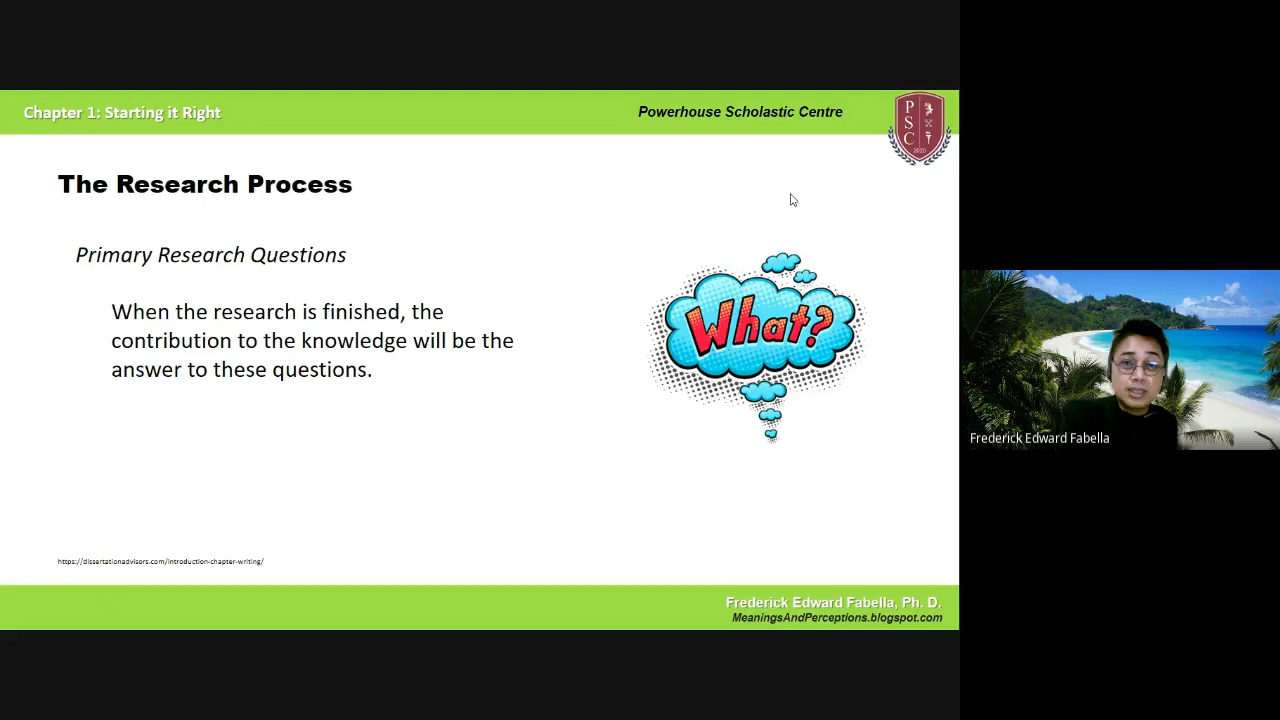 Chapter 1: Starting it Right
Powerhouse Scholastic Centre
P
S
C
2020
The Research Process
Primary Research Questions
When the research is finished, the
contribution to the knowledge will be the
answer to these questions.
What?
Frederick Edward Fabella
https://dissertationadvisors.com/introduction-chapter-writing/
Frederick Edward Fabella, Ph. D.
MeaningsAndPerceptions.blogspot.com